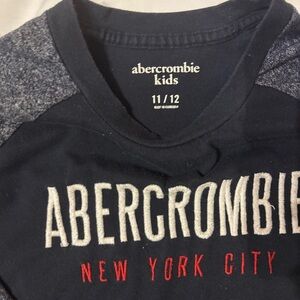 abercrombie
kids
11 / 12
ABERCROMBIE
NEW YORK CITY